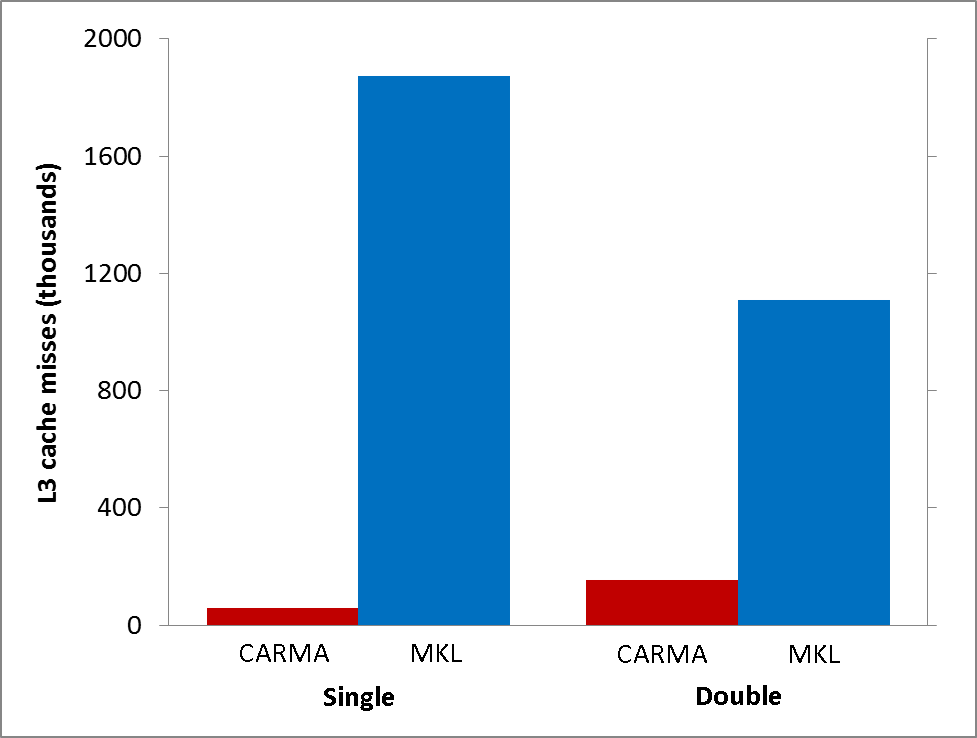 L3 cache misses (thousands)
2000
1600
1200
800
400
0
CARMA MKL CARMA MKL
Single Double